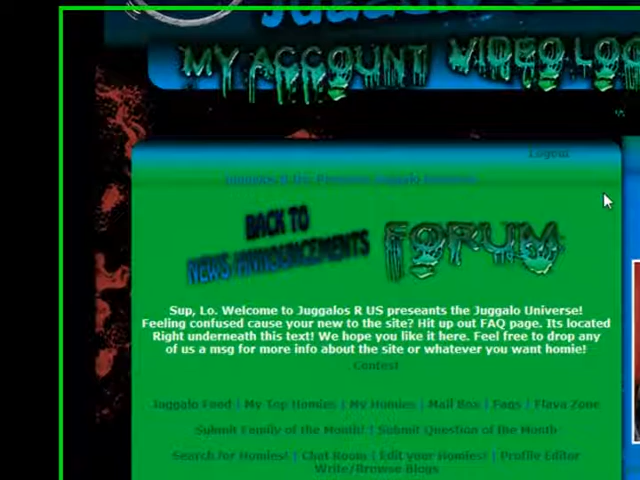 MY ACCOUNT VIDEO LOG
Logout
Juggalos R Us. Presents Juggalo Universe
BACK TO
NEWS/ANNOUNCEMENTS
FORUM
Sup, Lo. Welcome to Juggalos R US preseants the Juggalo Universe!
Feeling confused cause your new to the site? Hit up out FAQ page. Its located
Right underneath this text! We hope you like it here. Feel free to drop any
of us a msg for more info about the site or whatever you want homie!
Contest
Juggalo Feed | My Top Homies | My Homies | Mail Box | Faqs | Flava Zone
Submit Family of the Month! | Submit Question of the Month
Search for Homies! | Chat Room | Edit your Homies! | Profile Editor
Write/Browse Blogs